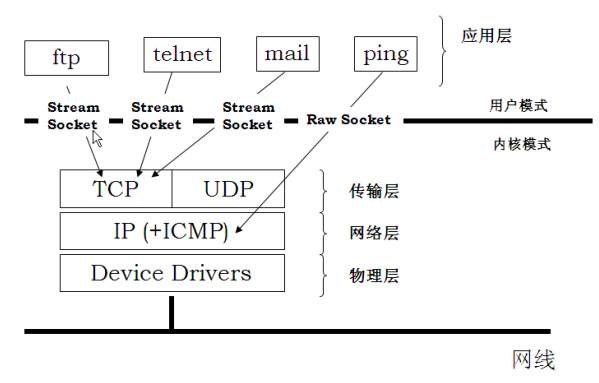 ftp
telnet
mail
ping
应用层
Stream Socket
Stream Socket
Stream Socket
Raw Socket
用户模式
内核模式
TCP
UDP
传输层
IP (+ICMP)
网络层
Device Drivers
物理层
网线